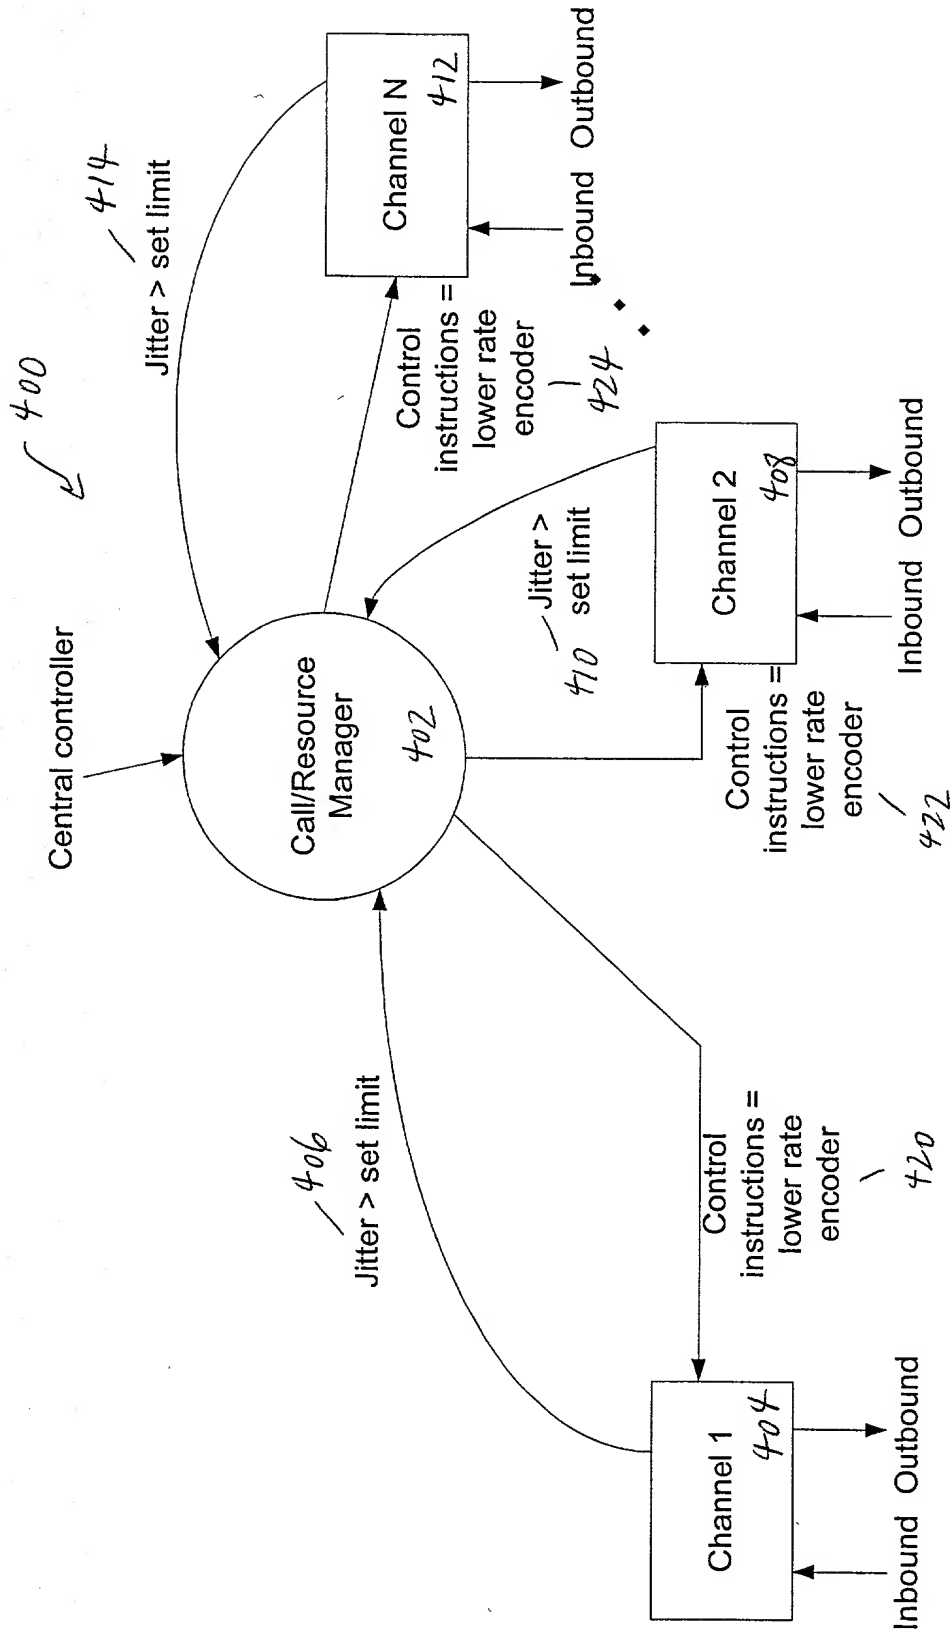 400
Central controller
414
Jitter > set limit
Call/Resource
Manager
402
Channel N
412
Inbound Outbound
Control
instructions =
lower rate
encoder
424
406
Jitter > set limit
Jitter >
set limit
410
Channel 2
408
Inbound Outbound
Control
instructions =
lower rate
encoder
422
Control
instructions =
lower rate
encoder
420
Channel 1
404
Inbound Outbound